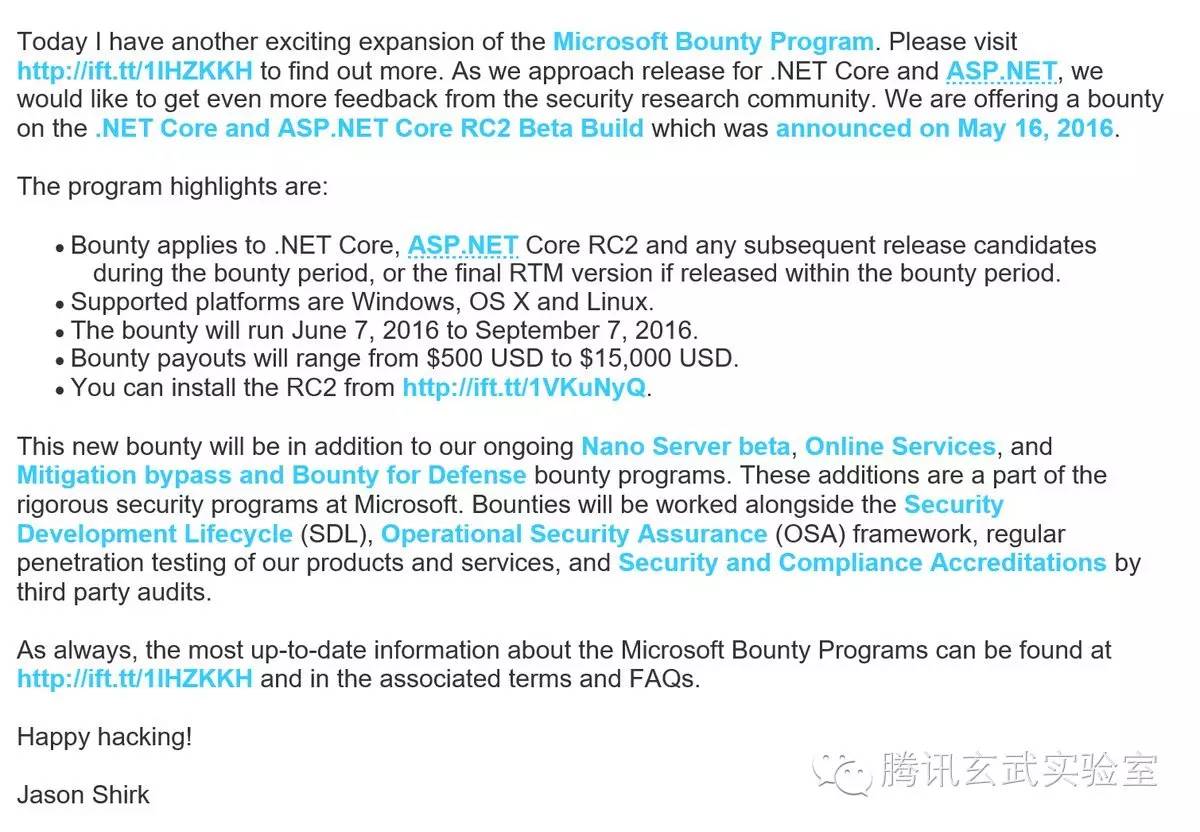 Today I have another exciting expansion of the Microsoft Bounty Program. Please visit
http://ift.tt/1IHZKKH to find out more. As we approach release for .NET Core and ASP.NET, we
would like to get even more feedback from the security research community. We are offering a bounty
on the .NET Core and ASP.NET Core RC2 Beta Build which was announced on May 16, 2016.
The program highlights are:
• Bounty applies to .NET Core, ASP.NET Core RC2 and any subsequent release candidates
during the bounty period, or the final RTM version if released within the bounty period.
• Supported platforms are Windows, OS X and Linux.
• The bounty will run June 7, 2016 to September 7, 2016.
• Bounty payouts will range from $500 USD to $15,000 USD.
• You can install the RC2 from http://ift.tt/1VKuNyQ.
This new bounty will be in addition to our ongoing Nano Server beta, Online Services, and
Mitigation bypass and Bounty for Defense bounty programs. These additions are a part of the
rigorous security programs at Microsoft. Bounties will be worked alongside the Security
Development Lifecycle (SDL), Operational Security Assurance (OSA) framework, regular
penetration testing of our products and services, and Security and Compliance Accreditations by
third party audits.
As always, the most up-to-date information about the Microsoft Bounty Programs can be found at
http://ift.tt/1IHZKKH and in the associated terms and FAQs.
Happy hacking!
腾讯玄武实验室
Jason Shirk